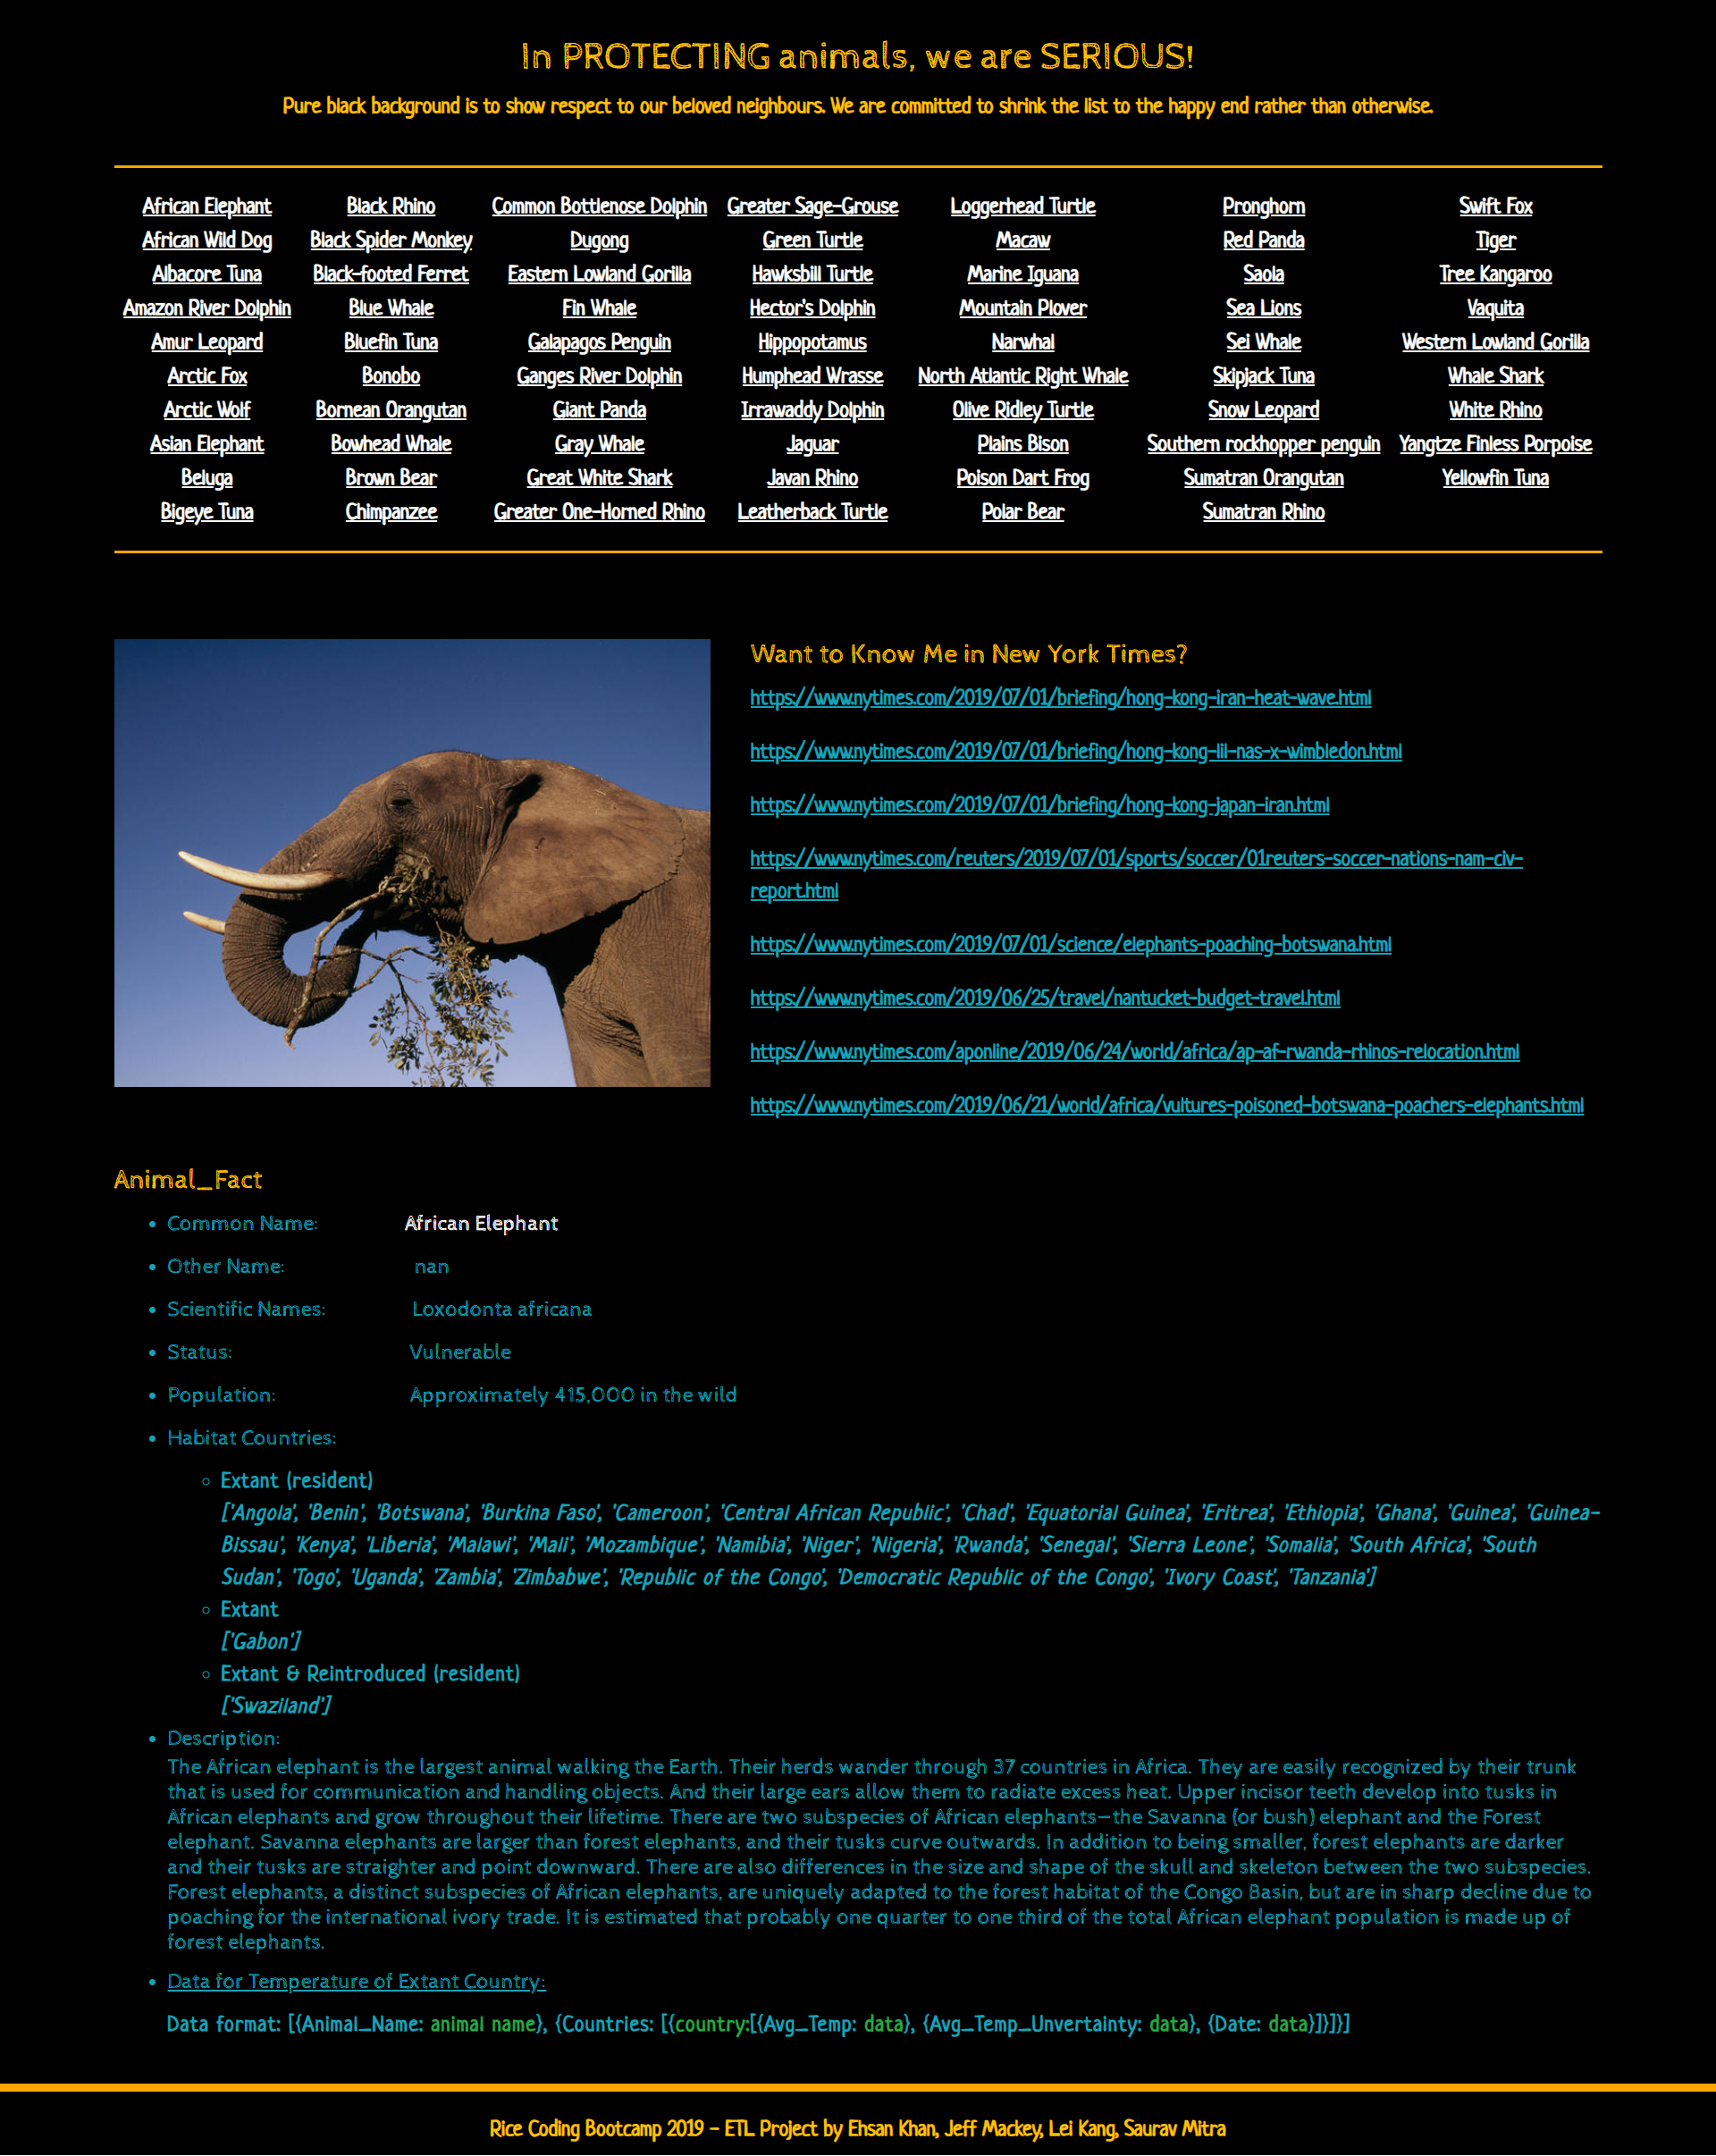 In PROTECTING animals, we are SERIOUS!
Pure black background is to show respect to our beloved neighbours. We are committed to shrink the list to the happy end rather than otherwise.
African Elephant Black Rhino Common Bottlenose Dolphin Greater Sage-Grouse Loggerhead Turtle Pronghorn Swift Fox
African Wild Dog Black Spider Monkey Dugong Green Turtle Macaw Red Panda Tiger
Albacore Tuna Black-footed Ferret Eastern Lowland Gorilla Hawksbill Turtle Marine Iguana Saola Tree Kangaroo
Amazon River Dolphin Blue Whale Fin Whale Hector's Dolphin Mountain Plover Sea Lions Vaquita
Amur Leopard Bluefin Tuna Galapagos Penguin Hippopotamus Narwhal Sei Whale Western Lowland Gorilla
Arctic Fox Bonobo Ganges River Dolphin Humphead Wrasse North Atlantic Right Whale Skipjack Tuna Whale Shark
Arctic Wolf Bornean Orangutan Giant Panda Irrawaddy Dolphin Olive Ridley Turtle Snow Leopard White Rhino
Asian Elephant Bowhead Whale Gray Whale Jaguar Plains Bison Southern rockhopper penguin Yangtze Finless Porpoise
Beluga Brown Bear Great White Shark Javan Rhino Poison Dart Frog Sumatran Orangutan Yellowfin Tuna
Bigeye Tuna Chimpanzee Greater One-Horned Rhino Leatherback Turtle Polar Bear Sumatran Rhino
Want to Know Me in New York Times?
https://www.nytimes.com/2019/07/01/briefing/hong-kong-iran-heat-wave.html
https://www.nytimes.com/2019/07/01/briefing/hong-kong-lil-nas-x-wimbledon.html
https://www.nytimes.com/2019/07/01/briefing/hong-kong-japan-iran.html
https://www.nytimes.com/reuters/2019/07/01/sports/soccer/01reuters-soccer-nations-nam-civ-
report.html
https://www.nytimes.com/2019/07/01/science/elephants-poaching-botswana.html
https://www.nytimes.com/2019/06/25/travel/nantucket-budget-travel.html
https://www.nytimes.com/aponline/2019/06/24/world/africa/ap-af-rwanda-rhinos-relocation.html
https://www.nytimes.com/2019/06/21/world/africa/vultures-poisoned-botswana-poachers-elephants.html
Animal_Fact
• Common Name: African Elephant
• Other Name: nan
• Scientific Names: Loxodonta africana
• Status: Vulnerable
• Population: Approximately 415,000 in the wild
• Habitat Countries:
◦ Extant (resident)
['Angola', 'Benin', 'Botswana', 'Burkina Faso', 'Cameroon', 'Central African Republic', 'Chad', 'Equatorial Guinea', 'Eritrea', 'Ethiopia', 'Ghana', 'Guinea', 'Guinea-
Bissau', 'Kenya', 'Liberia', 'Malawi', 'Mali', 'Mozambique', 'Namibia', 'Niger', 'Nigeria', 'Rwanda', 'Senegal', 'Sierra Leone', 'Somalia', 'South Africa', 'South
Sudan', 'Togo', 'Uganda', 'Zambia', 'Zimbabwe', 'Republic of the Congo', 'Democratic Republic of the Congo', 'Ivory Coast', 'Tanzania']
◦ Extant
['Gabon']
◦ Extant & Reintroduced (resident)
['Swaziland']
• Description:
The African elephant is the largest animal walking the Earth. Their herds wander through 37 countries in Africa. They are easily recognized by their trunk
that is used for communication and handling objects. And their large ears allow them to radiate excess heat. Upper incisor teeth develop into tusks in
African elephants and grow throughout their lifetime. There are two subspecies of African elephants—the Savanna (or bush) elephant and the Forest
elephant. Savanna elephants are larger than forest elephants, and their tusks curve outwards. In addition to being smaller, forest elephants are darker
and their tusks are straighter and point downward. There are also differences in the size and shape of the skull and skeleton between the two subspecies.
Forest elephants, a distinct subspecies of African elephants, are uniquely adapted to the forest habitat of the Congo Basin, but are in sharp decline due to
poaching for the international ivory trade. It is estimated that probably one quarter to one third of the total African elephant population is made up of
forest elephants.
• Data for Temperature of Extant Country:
Data format: [{Animal_Name: animal name}, {Countries: [{country:[{Avg_Temp: data}, {Avg_Temp_Unvertainty: data}, {Date: data}]}]}]
Rice Coding Bootcamp 2019 - ETL Project by Ehsan Khan, Jeff Mackey, Lei Kang, Saurav Mitra